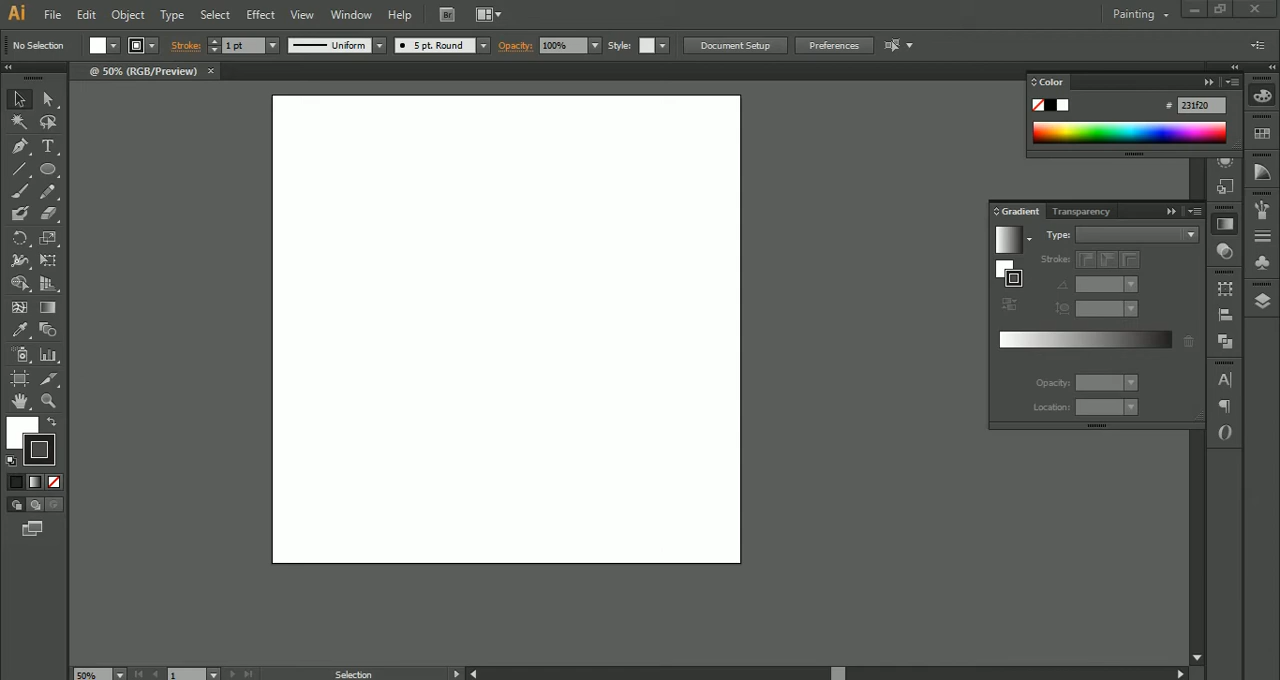 Ai File Edit Object Type Select Effect View Window Help Br Painting
No Selection Stroke: 1 pt Uniform 5 pt. Round Opacity: 100% Style: Document Setup Preferences
@ 50% (RGB/Preview)
Color
# 231f20
Gradient Transparency
Type:
Stroke:
Opacity:
Location:
50% 1 Selection